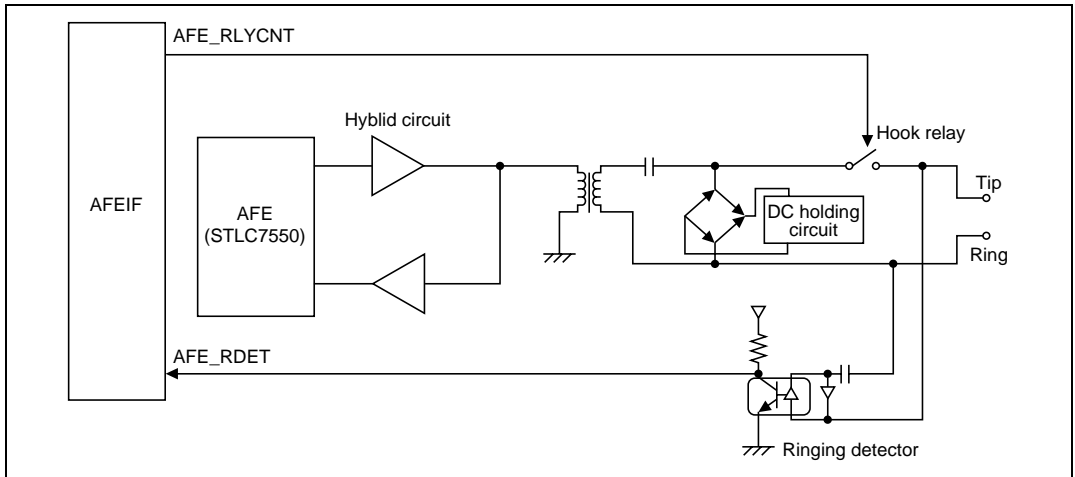 AFE_RLYCNT
Hyblid circuit
Hook relay
AFEIF
AFE
(STLC7550)
DC holding
circuit
Tip
Ring
AFE_RDET
Ringing detector